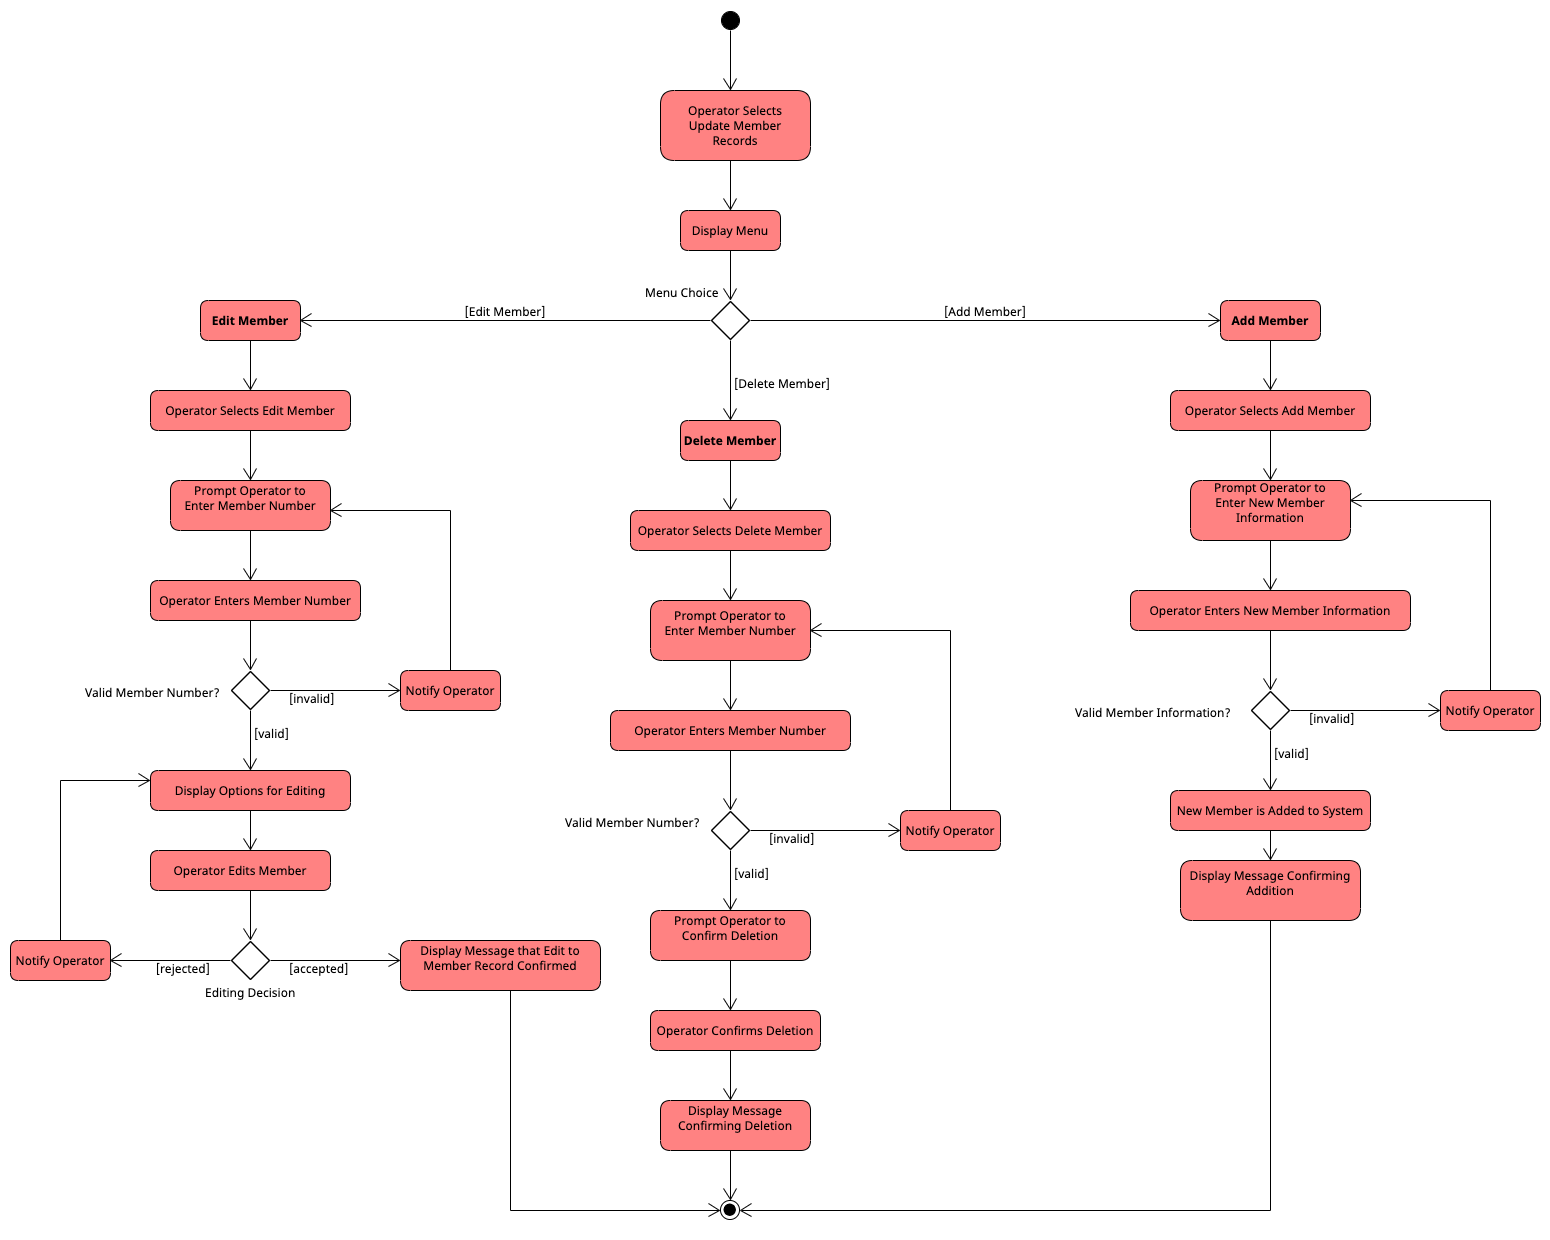 Operator Selects
Update Member
Records
Display Menu
Menu Choice
[Edit Member]
[Add Member]
[Delete Member]
Edit Member
Operator Selects Edit Member
Prompt Operator to
Enter Member Number
Operator Enters Member Number
Valid Member Number?
[invalid]
Notify Operator
[valid]
Display Options for Editing
Operator Edits Member
Notify Operator
[rejected]
[accepted]
Editing Decision
Display Message that Edit to
Member Record Confirmed
Delete Member
Operator Selects Delete Member
Prompt Operator to
Enter Member Number
Operator Enters Member Number
Valid Member Number?
[invalid]
Notify Operator
[valid]
Prompt Operator to
Confirm Deletion
Operator Confirms Deletion
Display Message
Confirming Deletion
Add Member
Operator Selects Add Member
Prompt Operator to
Enter New Member
Information
Operator Enters New Member Information
Valid Member Information?
[invalid]
Notify Operator
[valid]
New Member is Added to System
Display Message Confirming
Addition